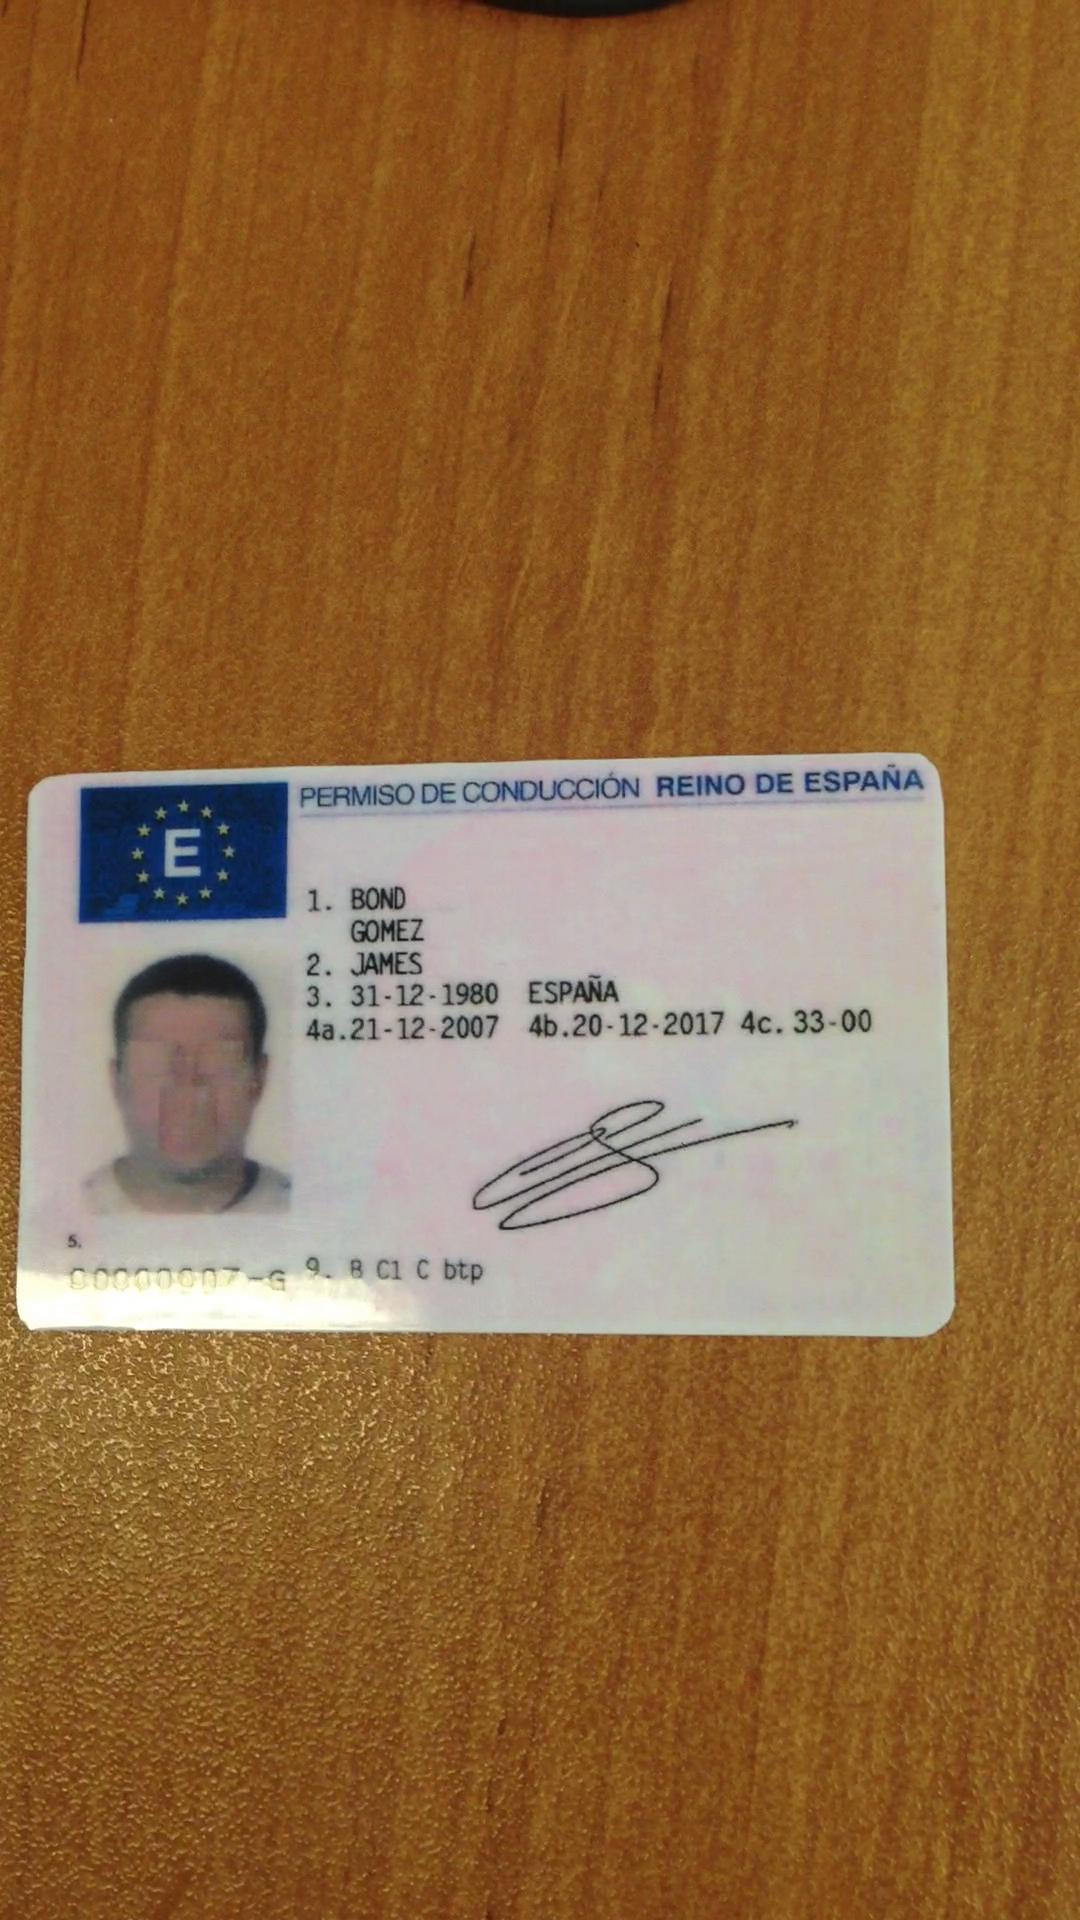 PERMISO DE CONDUCCIÓN REINO DE ESPAÑA
E
1. BOND
GOMEZ
2. JAMES
3. 31-12-1980 ESPAÑA
4a.21-12-2007 4b.20-12-2017 4c. 33-00
5.
00000007-G 9. B C1 C btp